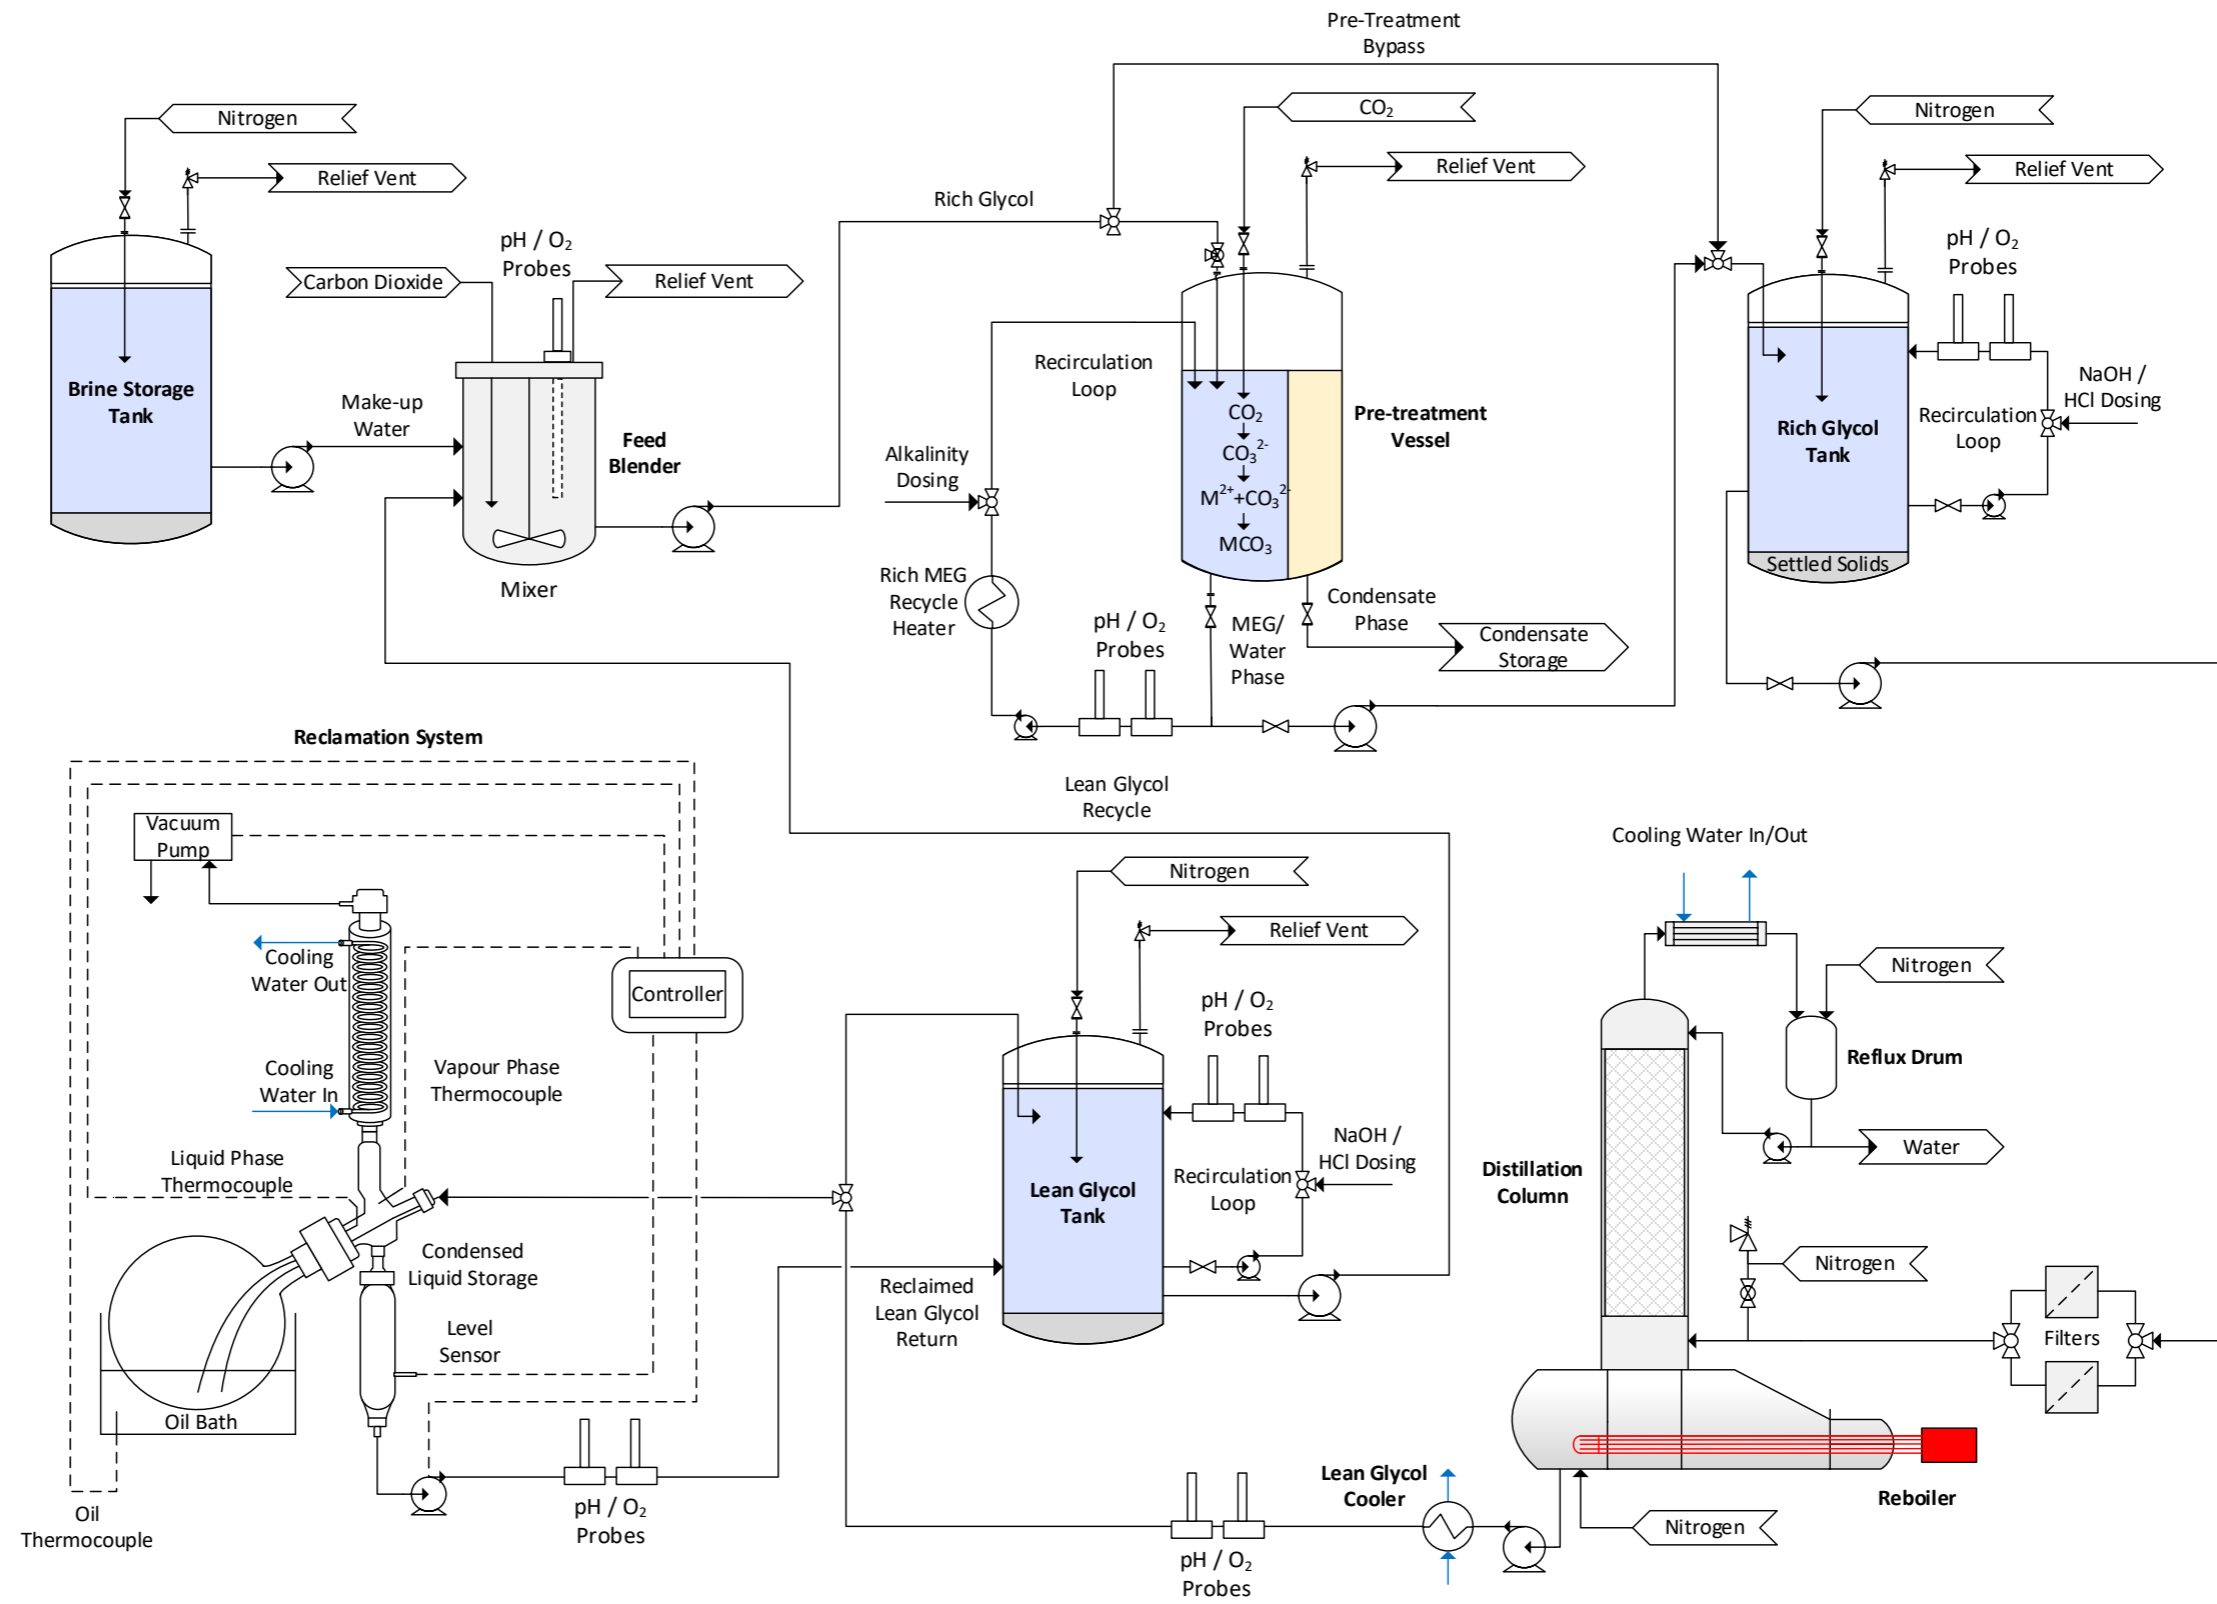 Pre-Treatment
Bypass
Nitrogen
CO₂
Nitrogen
Relief Vent
Relief Vent
Relief Vent
Rich Glycol
pH / O₂
Probes
pH / O₂
Probes
Carbon Dioxide
Relief Vent
Recirculation
Loop
Brine Storage
Tank
Make-up
Water
Feed
Blender
CO₂
CO₃²⁻
M²⁺+CO₃²⁻
MCO₃
Pre-treatment
Vessel
NaOH /
HCl Dosing
Recirculation
Loop
Rich Glycol
Tank
Alkalinity
Dosing
Settled Solids
Mixer
Rich MEG
Recycle
Heater
pH / O₂
Probes
MEG/
Water
Phase
Condensate
Phase
Condensate
Storage
Reclamation System
Lean Glycol
Recycle
Vacuum
Pump
Cooling Water In/Out
Nitrogen
Relief Vent
Cooling
Water Out
Controller
Nitrogen
pH / O₂
Probes
Cooling
Water In
Vapour Phase
Thermocouple
Reflux Drum
Liquid Phase
Thermocouple
NaOH /
HCl Dosing
Recirculation
Loop
Lean Glycol
Tank
Water
Distillation
Column
Condensed
Liquid Storage
Nitrogen
Reclaimed
Lean Glycol
Return
Level
Sensor
Filters
Oil Bath
Oil
Thermocouple
pH / O₂
Probes
Lean Glycol
Cooler
Reboiler
Nitrogen
pH / O₂
Probes